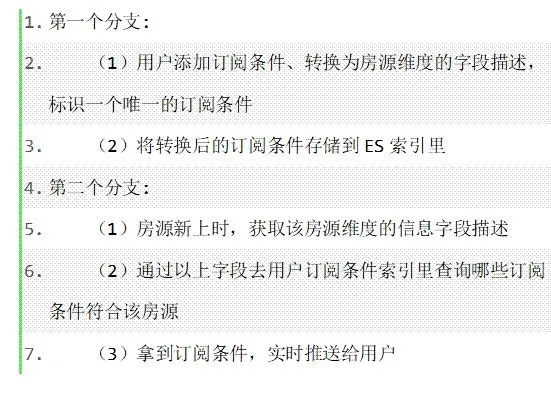 1. 第一个分支：
2. （1）用户添加订阅条件、转换为房源维度的字段描述，
标识一个唯一的订阅条件
3. （2）将转换后的订阅条件存储到 ES 索引里
4. 第二个分支：
5. （1）房源新上时，获取该房源维度的信息字段描述
6. （2）通过以上字段去用户订阅条件索引里查询哪些订阅
条件符合该房源
7. （3）拿到订阅条件，实时推送给用户